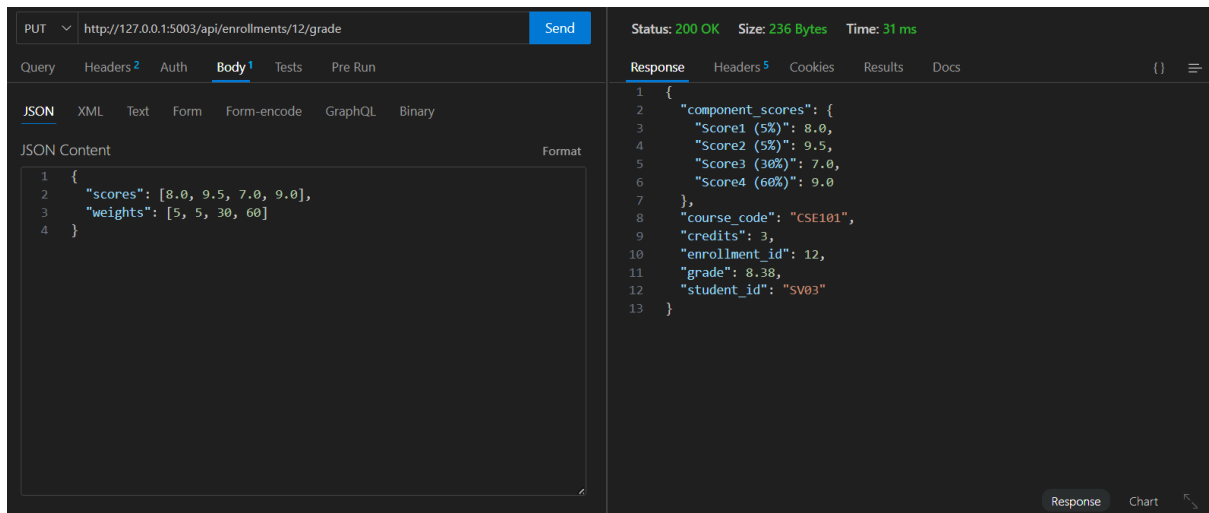 PUT http://127.0.0.1:5003/api/enrollments/12/grade Send
Query Headers 2 Auth Body 1 Tests Pre Run
JSON XML Text Form Form-encode GraphQL Binary
JSON Content Format
1 {
2 "scores": [8.0, 9.5, 7.0, 9.0],
3 "weights": [5, 5, 30, 60]
4 }
Status: 200 OK Size: 236 Bytes Time: 31 ms
Response Headers 5 Cookies Results Docs { }
1 {
2 "component_scores": {
3 "Score1 (5%)": 8.0,
4 "Score2 (5%)": 9.5,
5 "Score3 (30%)": 7.0,
6 "Score4 (60%)": 9.0
7 },
8 "course_code": "CSE101",
9 "credits": 3,
10 "enrollment_id": 12,
11 "grade": 8.38,
12 "student_id": "SV03"
13 }
Response Chart